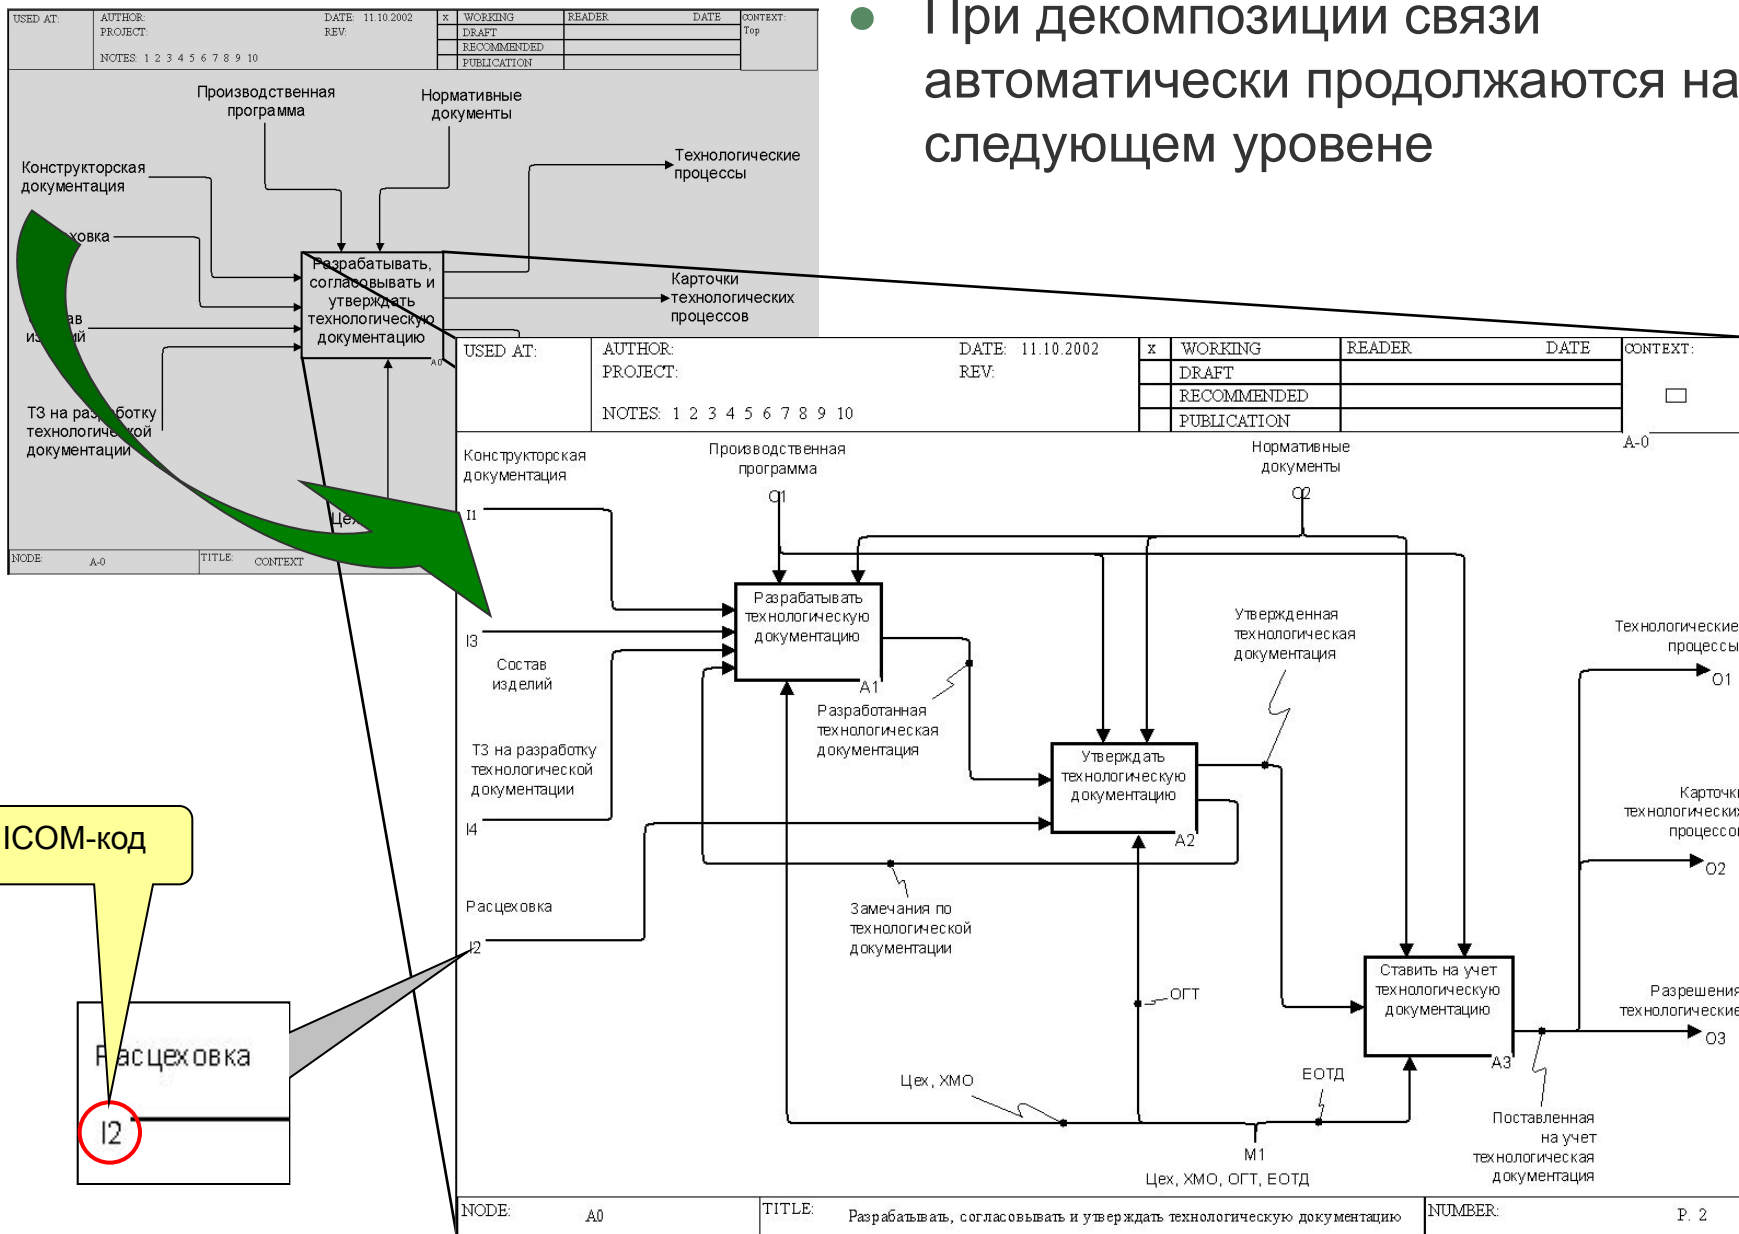 При декомпозиции связи
автоматически продолжаются на
следующем уровене
USED AT:
AUTHOR:
DATE: 11.10.2002
x WORKING
READER
DATE
CONTEXT:
PROJECT:
REV:
DRAFT
Top
RECOMMENDED
NOTES: 1 2 3 4 5 6 7 8 9 10
PUBLICATION
Производственная
программа
Нормативные
документы
Конструкторская
документация
Технологические
процессы
ховка
Разрабатывать,
согласовывать и
утверждать
технологическую
документацию
A0
Карточки
технологических
процессов
ав
ий
ТЗ на разработку
технологической
документации
Цех
NODE:
A-0
TITLE:
CONTEXT
USED AT:
AUTHOR:
DATE: 11.10.2002
x WORKING
READER
DATE
CONTEXT:
PROJECT:
REV:
DRAFT
RECOMMENDED
NOTES: 1 2 3 4 5 6 7 8 9 10
PUBLICATION
A-0
Конструкторская
документация
I1
Производственная
программа
Нормативные
документы
Разрабатывать
технологическую
документацию
A1
I3
Состав
изделий
Утвержденная
технологическая
документация
Технологические
процессы
O1
Разработанная
технологическая
документация
ТЗ на разработку
технологической
документации
I4
Утверждать
технологическую
документацию
A2
Карточки
технологических
процессов
O2
ICOM-код
Расцеховка
I2
Замечания по
технологической
документации
Ставить на учет
технологическую
документацию
A3
ОГТ
Разрешения
технологические
O3
Расцеховка
I2
Цех, ХМО
ЕОТД
Поставленная
на учет
технологическая
документация
M1
Цех, ХМО, ОГТ, ЕОТД
NODE:
A0
TITLE:
Разрабатывать, согласовывать и утверждать технологическую документацию
NUMBER:
P. 2